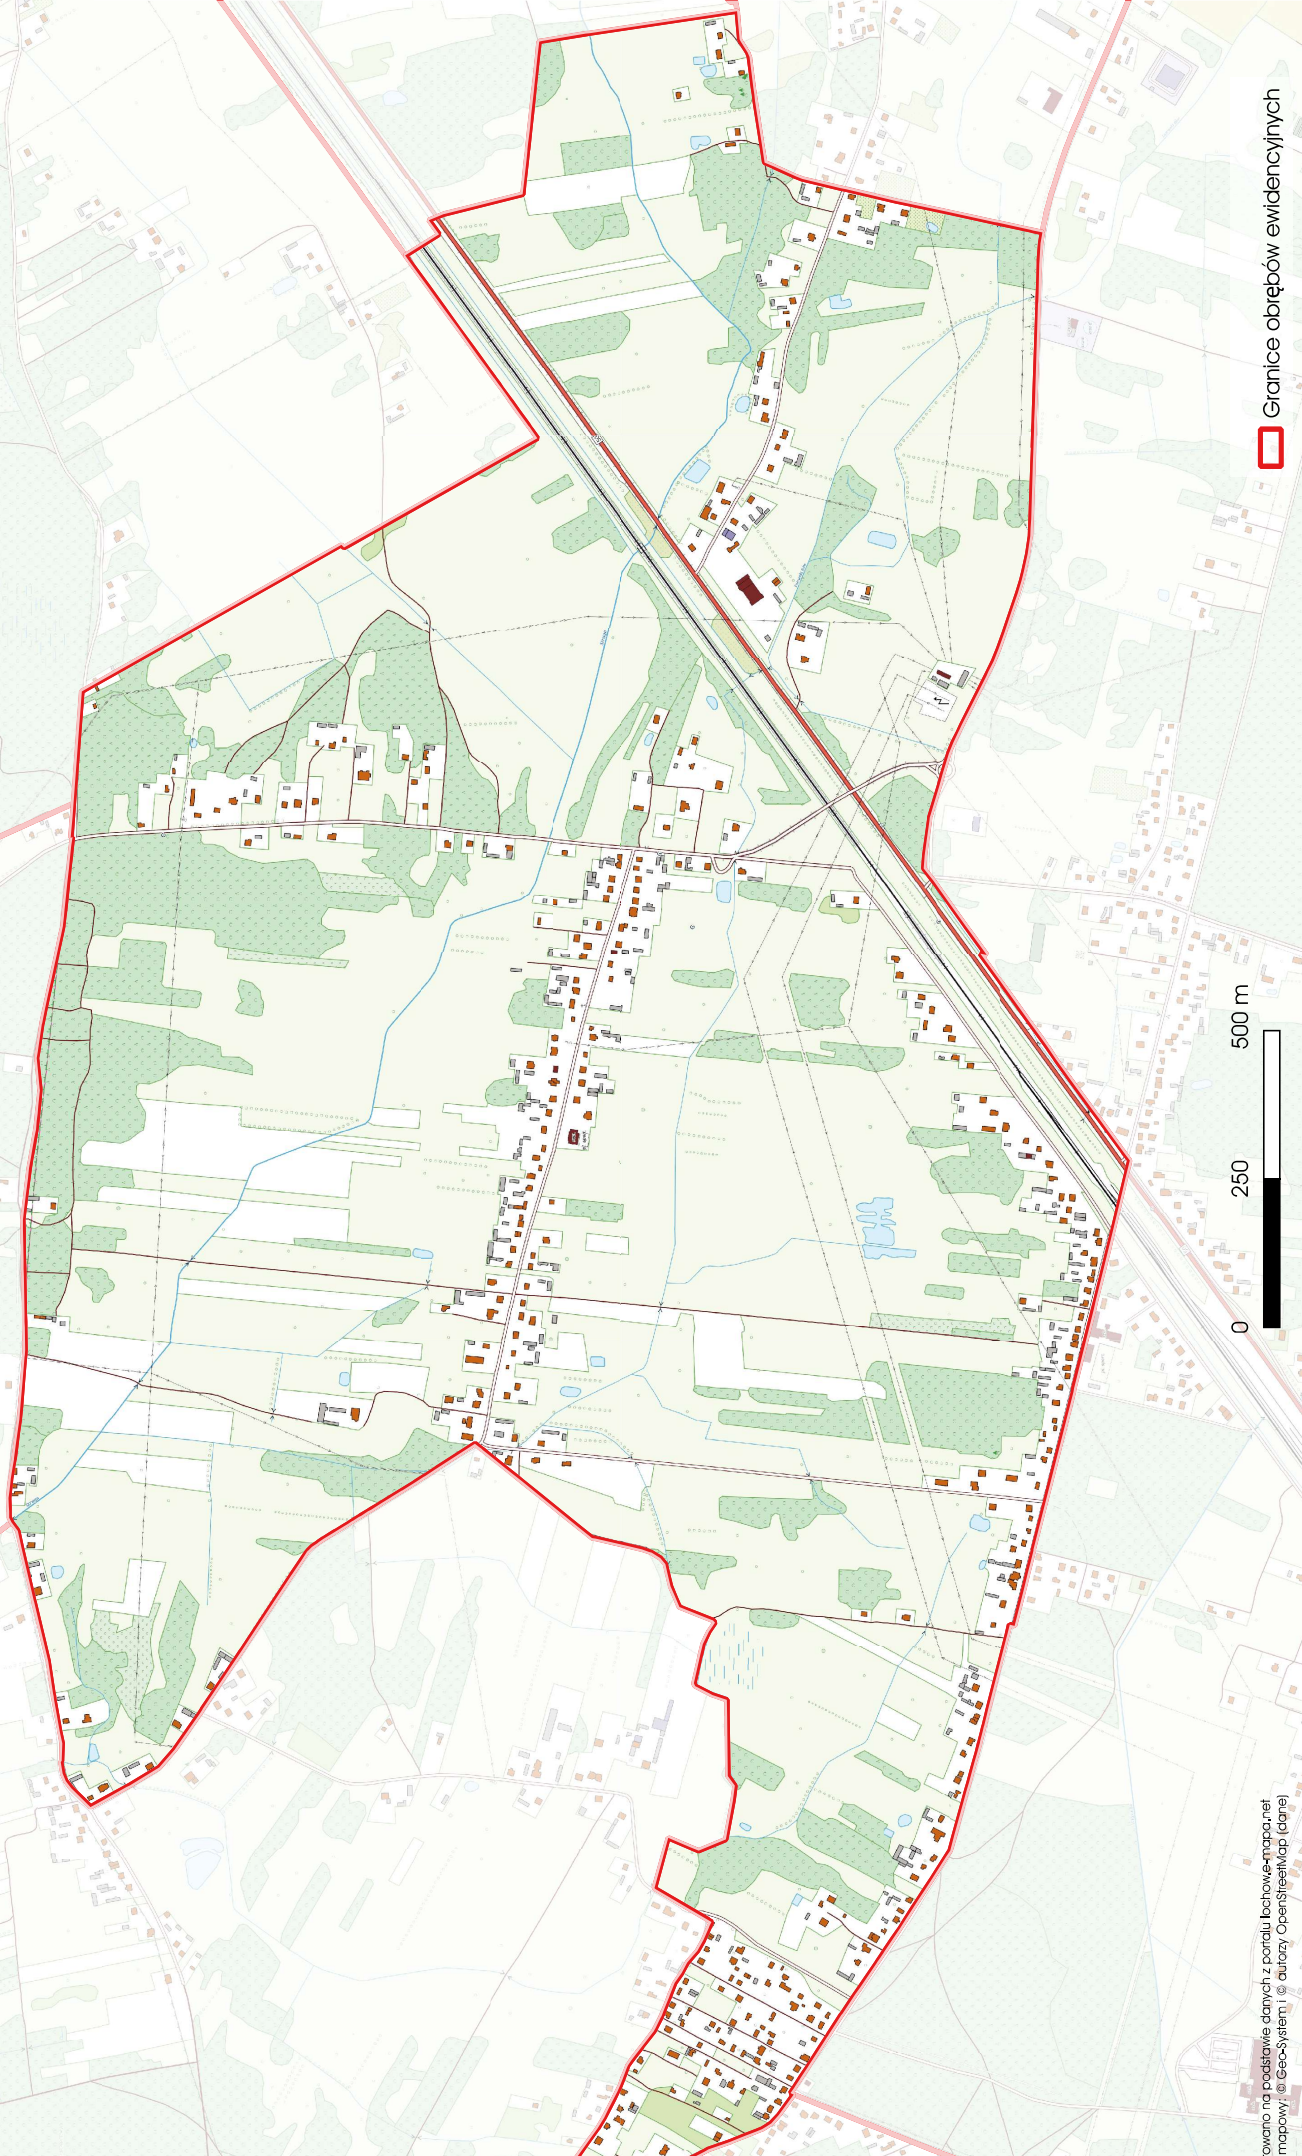 Granice obrębów ewidencyjnych
0 250 500 m
owano na podstawie danych z portalu lochow.e-mapa.net
mapowy: © Geo-System i © autorzy OpenStreetMap (dane)